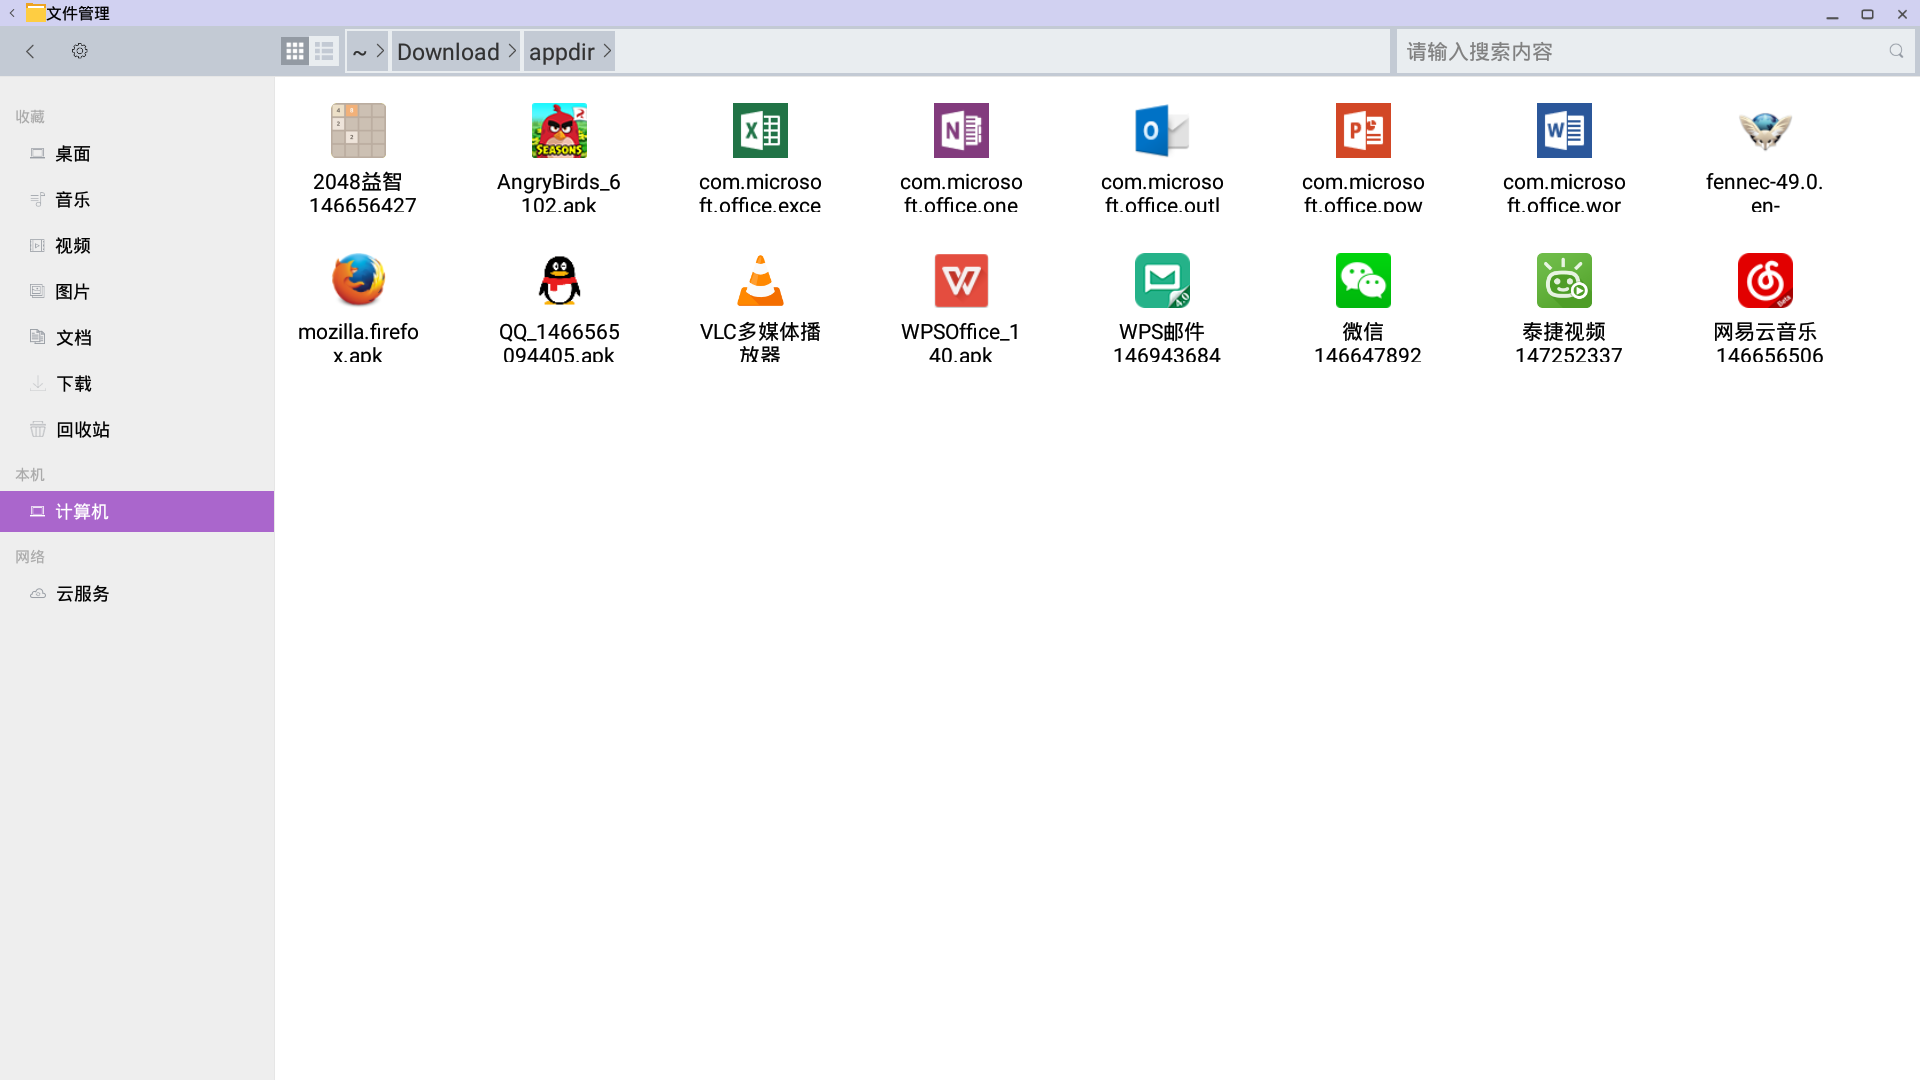 文件管理
~
Download
appdir
请输入搜索内容
收藏
桌面
音乐
视频
图片
文档
下载
回收站
本机
计算机
网络
云服务
2048益智
146656427
AngryBirds_6
102.apk
com.microso
ft.office.exce
com.microso
ft.office.one
com.microso
ft.office.outl
com.microso
ft.office.pow
com.microso
ft.office.wor
fennec-49.0.
en-
mozilla.firefo
x.apk
QQ_1466565
094405.apk
VLC多媒体播
放器
WPSOffice_1
40.apk
WPS邮件
146943684
微信
146647892
泰捷视频
147252337
网易云音乐
146656506